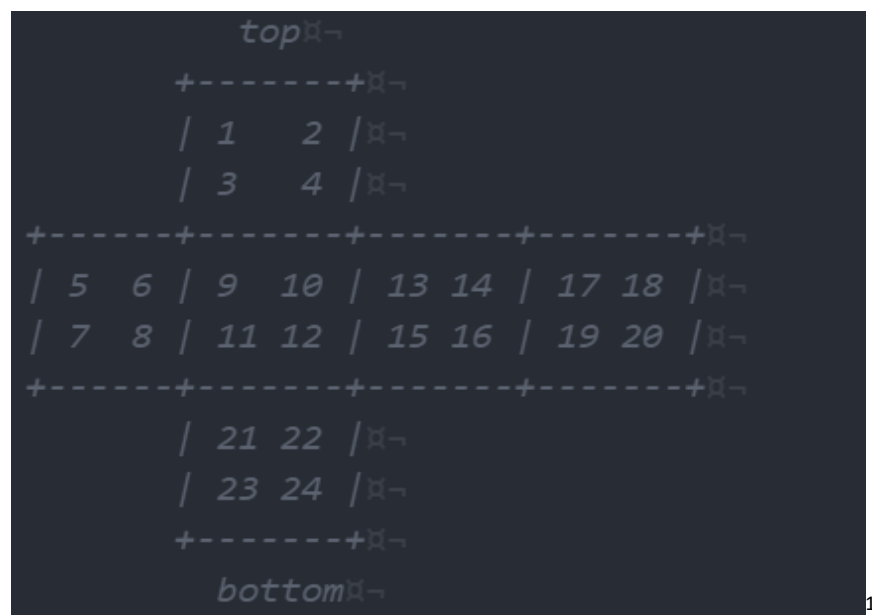 top¤¬
+-------+¤¬
| 1   2 |¤¬
| 3   4 |¤¬
+------+-------+-------+-------+¤¬
| 5  6 | 9  10 | 13 14 | 17 18 |¤¬
| 7  8 | 11 12 | 15 16 | 19 20 |¤¬
+------+-------+-------+-------+¤¬
| 21 22 |¤¬
| 23 24 |¤¬
+-------+¤¬
bottom¤¬
1